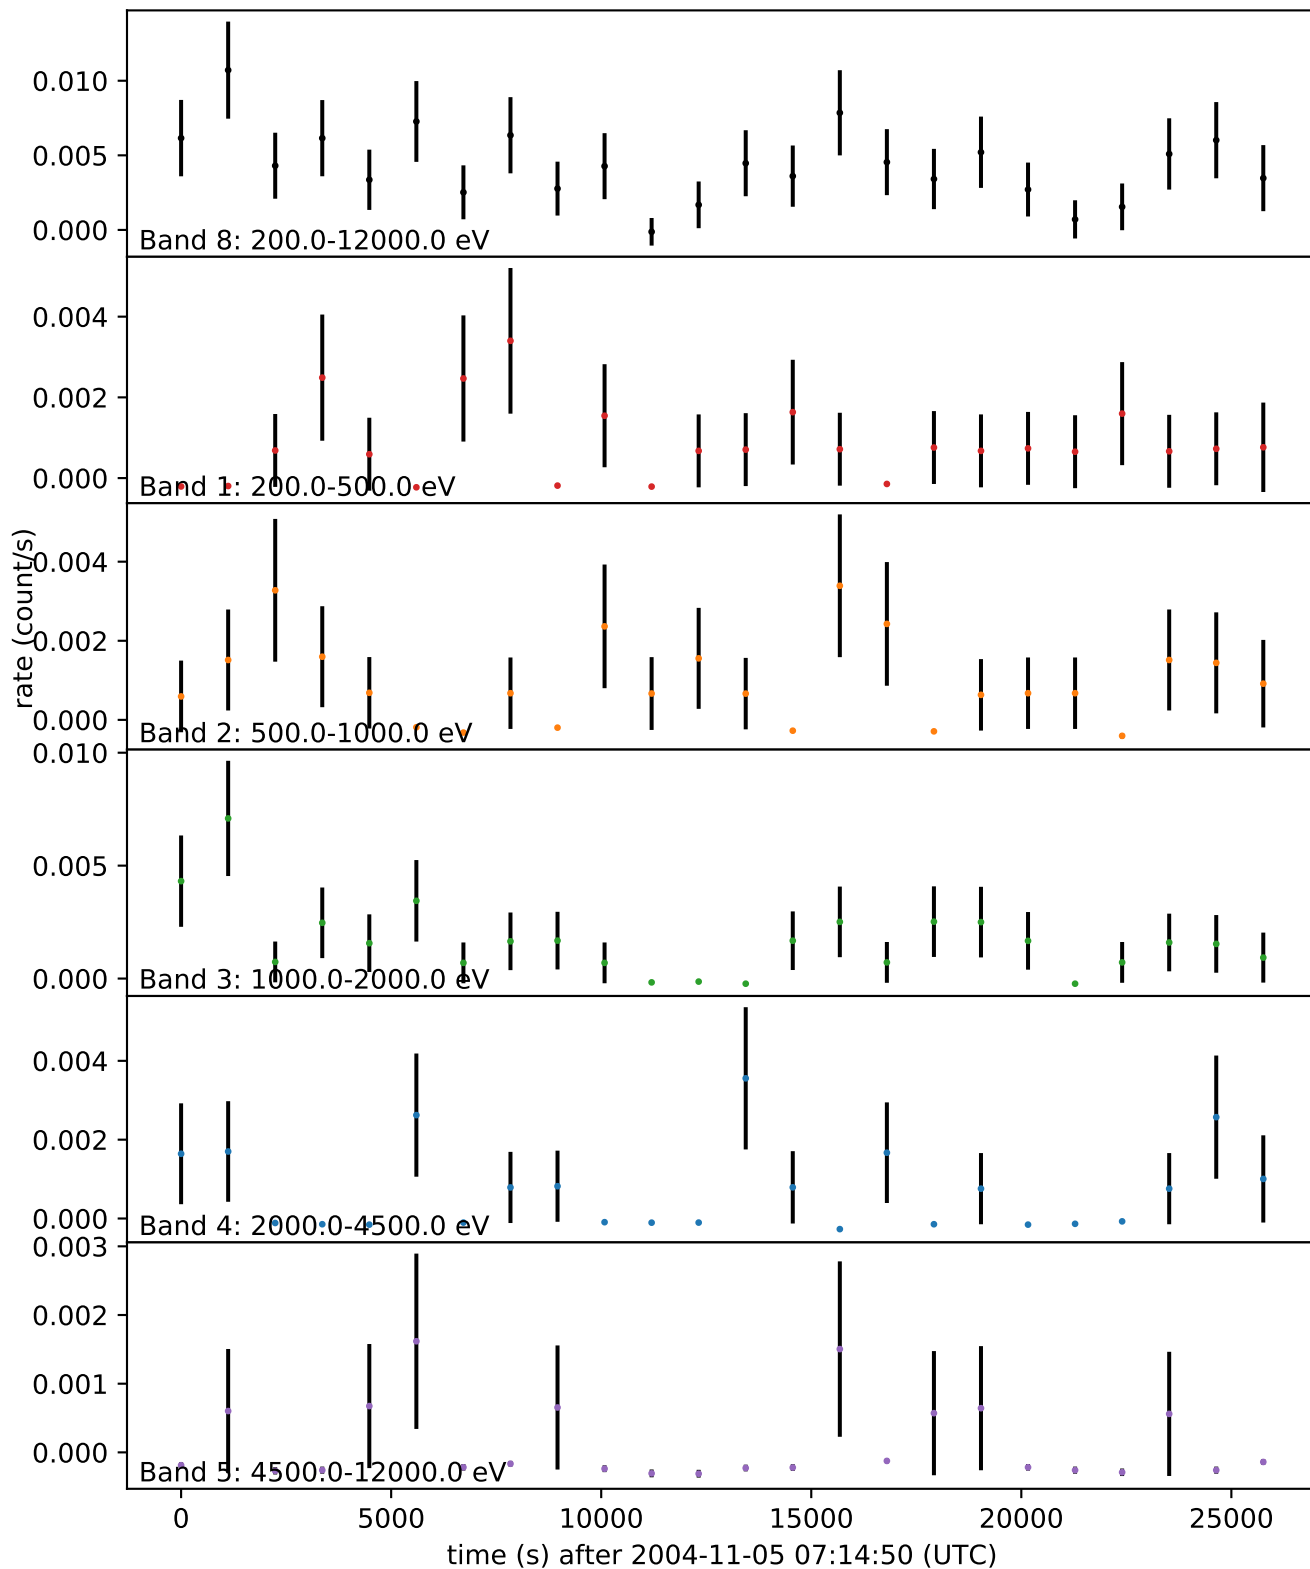 0.010
0.005
0.000
Band 8: 200.0-12000.0 eV
0.004
0.002
0.000
Band 1: 200.0-500.0 eV
rate (count/s)
0.004
0.002
0.000
Band 2: 500.0-1000.0 eV
0.010
0.005
0.000
Band 3: 1000.0-2000.0 eV
0.004
0.002
0.000
Band 4: 2000.0-4500.0 eV
0.003
0.002
0.001
0.000
Band 5: 4500.0-12000.0 eV
0 5000 10000 15000 20000 25000
time (s) after 2004-11-05 07:14:50 (UTC)